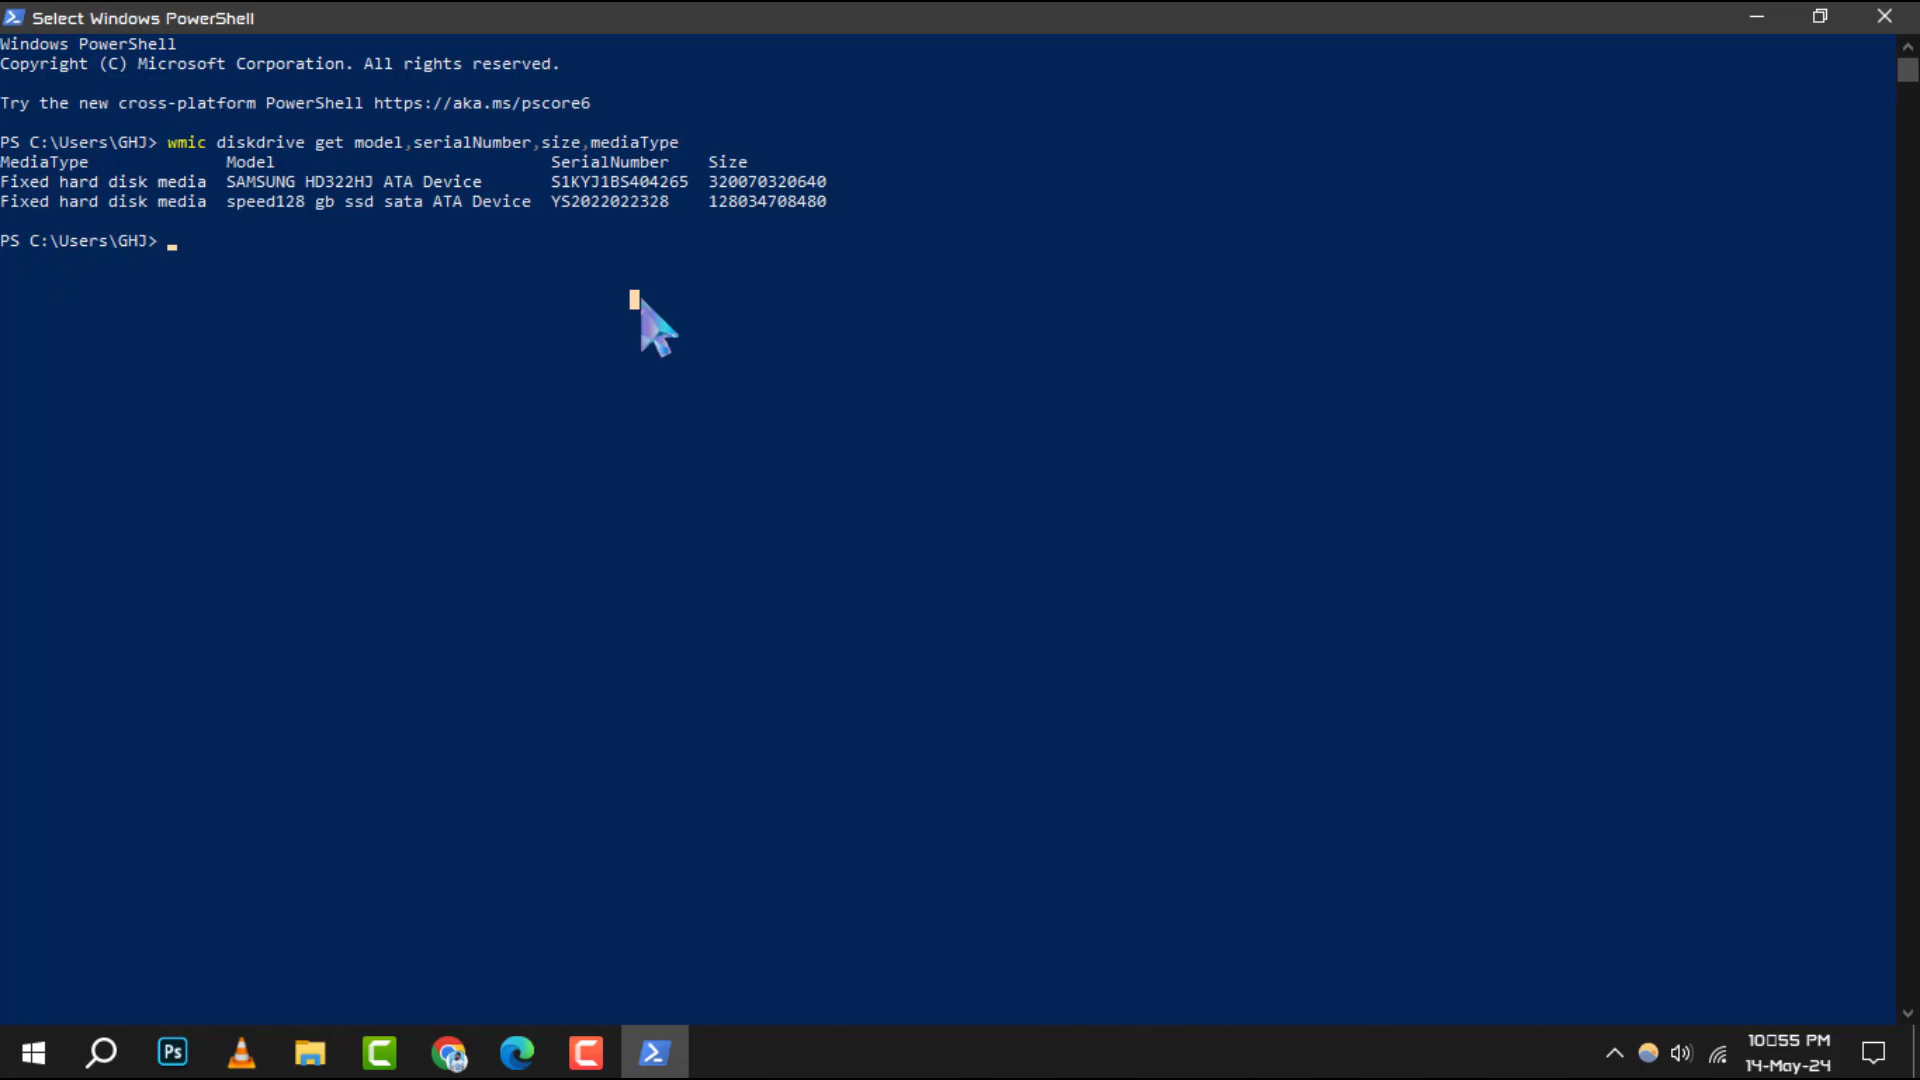 Select Windows PowerShell
Windows PowerShell
Copyright (C) Microsoft Corporation. All rights reserved.
Try the new cross-platform PowerShell https://aka.ms/pscore6
PS C:\Users\GHJ> wmic diskdrive get model,serialNumber,size,mediaType
MediaType Model SerialNumber Size
Fixed hard disk media SAMSUNG HD322HJ ATA Device S1KYJ1BS404265 320070320640
Fixed hard disk media speed128 gb ssd sata ATA Device YS2022022328 128034708480
PS C:\Users\GHJ>
Ps
10□55 PM
14-May-24